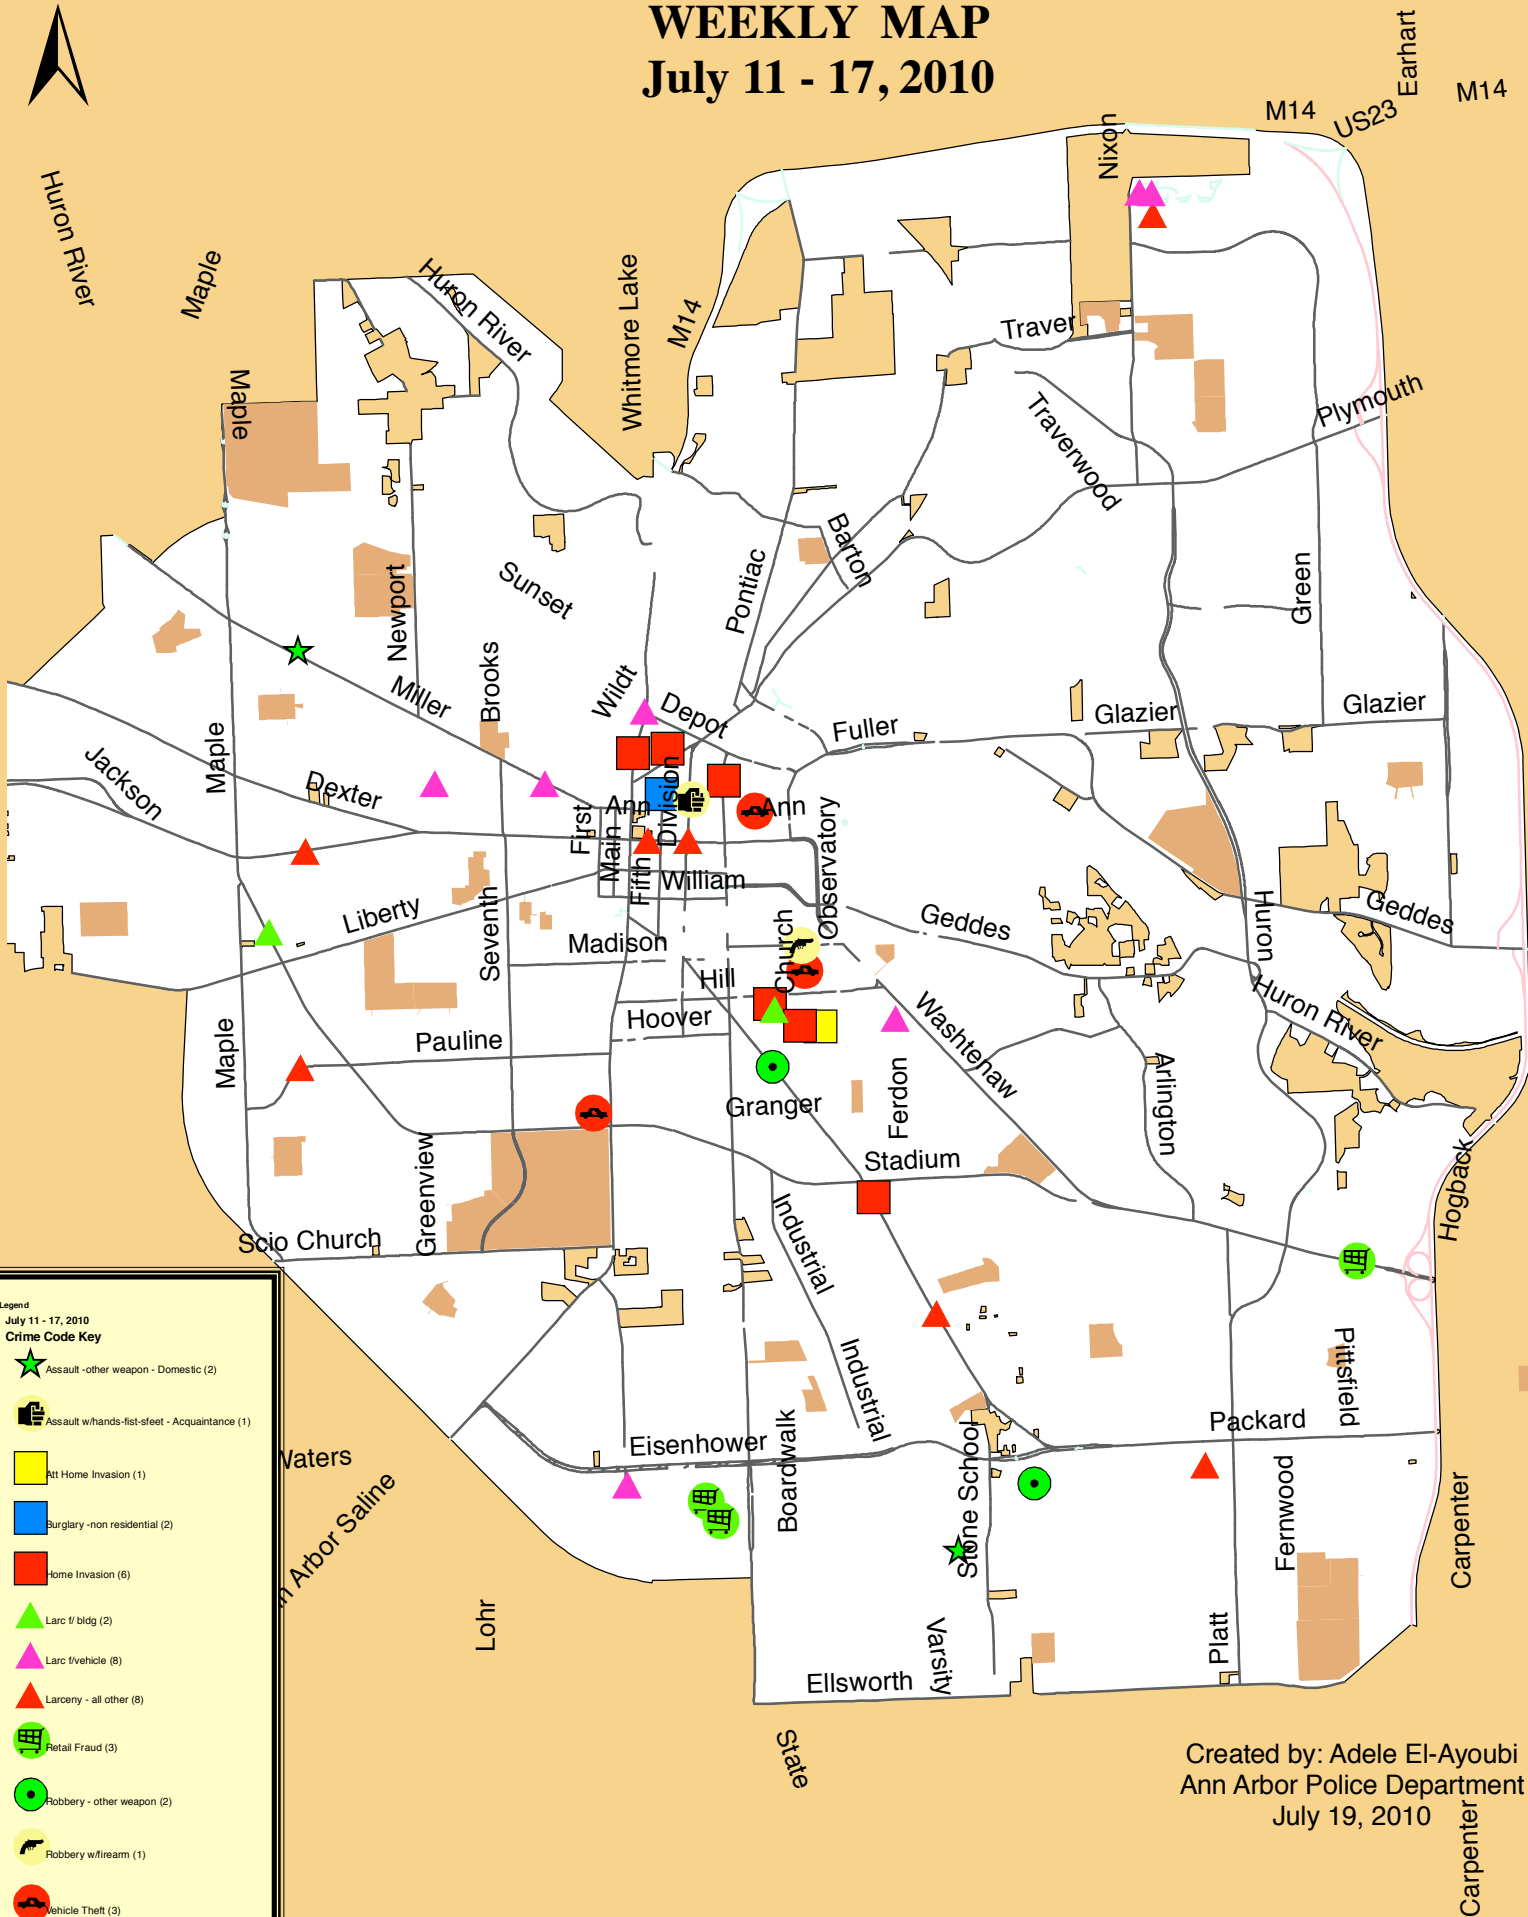 WEEKLY MAP
July 11 - 17, 2010
Earhart
M14
M14
US23
Nixon
Huron River
Maple
Huron River
Whitmore Lake
M14
Traver
Maple
Plymouth
Traverwood
Barton
Sunset
Newport
Pontiac
Green
Brooks
Miller
Wildt
Depot
Fuller
Glazier
Glazier
Maple
Jackson
Dexter
Ann
Division
Ann
First
Main
Fifth
Observatory
William
Liberty
Seventh
Madison
Church
Geddes
Huron
Geddes
Hill
Hoover
Washtenaw
Huron River
Pauline
Maple
Granger
Ferdon
Arlington
Stadium
Greenview
Scio Church
Industrial
Hogback
Industrial
Pittsfield
Packard
Eisenhower
Boardwalk
Stone School
Fernwood
Carpenter
Waters
n Arbor Saline
Lohr
Varsity
Platt
Ellsworth
State
Carpenter
Legend
July 11 - 17, 2010
Crime Code Key
Assault -other weapon - Domestic (2)
Assault w/hands-fist-sfeet - Acquaintance (1)
Att Home Invasion (1)
Burglary -non residential (2)
Home Invasion (6)
Larc f/ bldg (2)
Larc f/vehicle (8)
Larceny - all other (8)
Retail Fraud (3)
Robbery - other weapon (2)
Robbery w/firearm (1)
Vehicle Theft (3)
Created by: Adele El-Ayoubi
Ann Arbor Police Department
July 19, 2010